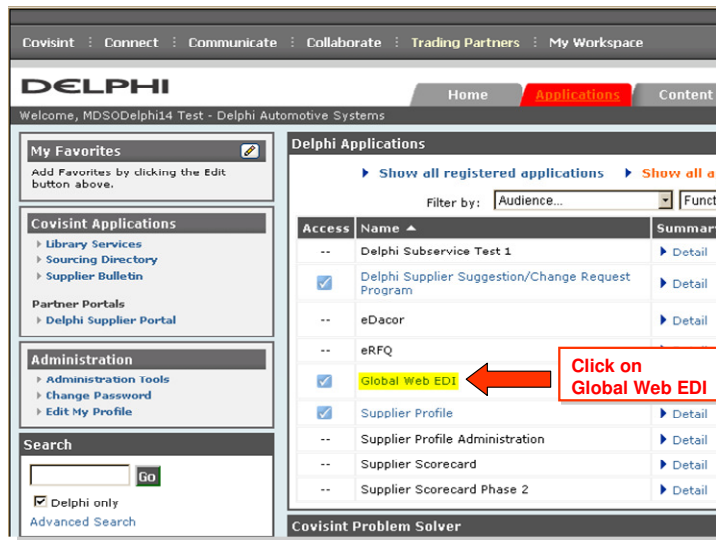 Covisint : Connect : Communicate : Collaborate : Trading Partners : My Workspace
DELPHI
Home Applications Content
Welcome, MDSODelphi14 Test - Delphi Automotive Systems
My Favorites
Add Favorites by clicking the Edit
button above.
Covisint Applications
Library Services
Sourcing Directory
Supplier Bulletin
Partner Portals
Delphi Supplier Portal
Administration
Administration Tools
Change Password
Edit My Profile
Search
Go
Delphi only
Advanced Search
Delphi Applications
Show all registered applications Show all a
Filter by: Audience... Funct
Access Name Summary
-- Delphi Subservice Test 1 Detail
Delphi Supplier Suggestion/Change Request
Program Detail
-- eDacor Detail
-- eRFQ
Global Web EDI
Click on
Global Web EDI
Supplier Profile Detail
-- Supplier Profile Administration Detail
-- Supplier Scorecard Detail
-- Supplier Scorecard Phase 2 Detail
Covisint Problem Solver